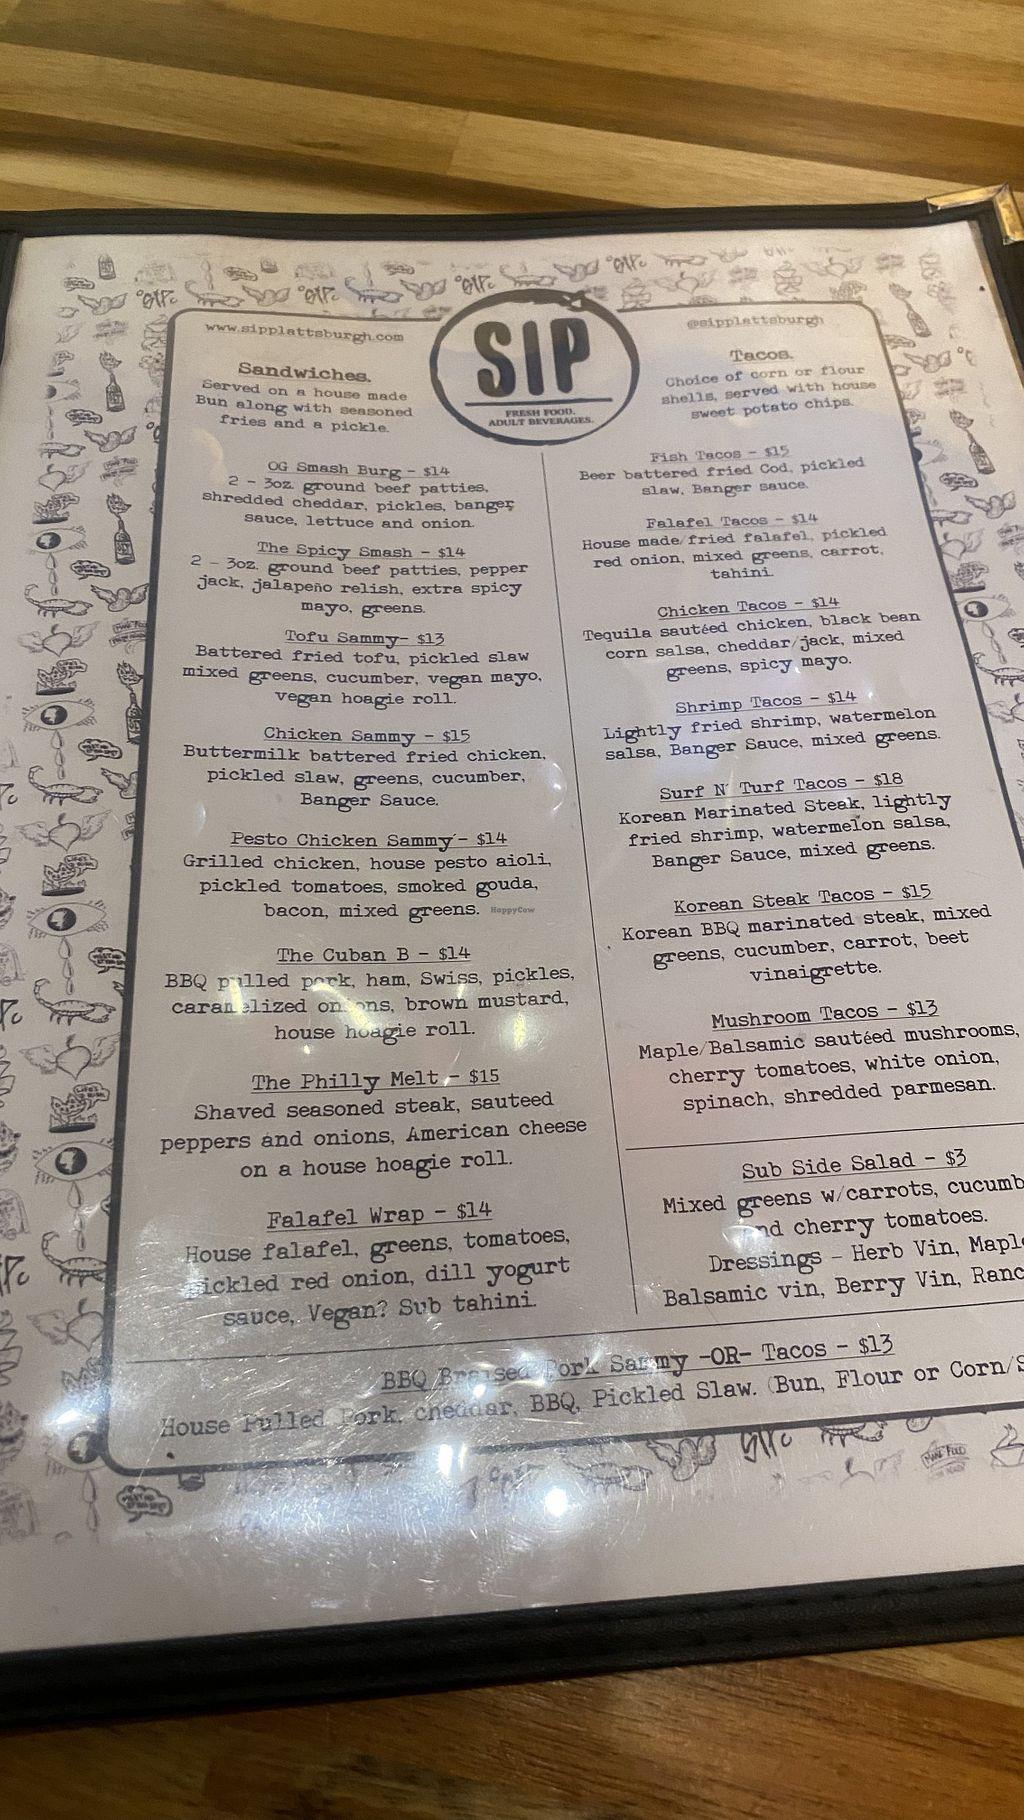 www.sipplattsburgh.com
SIP
FRESH FOOD.
ADULT BEVERAGES.
@sipplattsburgh
Sandwiches.
Served on a house made
Bun along with seasoned
fries and a pickle.
OG Smash Burg - $14
2 - 3oz. ground beef patties,
shredded cheddar, pickles, banger
sauce, lettuce and onion.
The Spicy Smash - $14
2 - 3oz. ground beef patties, pepper
jack, jalapeño relish, extra spicy
mayo, greens.
Tofu Sammy- $13
Battered fried tofu, pickled slaw
mixed greens, cucumber, vegan mayo,
vegan hoagie roll.
Chicken Sammy - $15
Buttermilk battered fried chicken,
pickled slaw, greens, cucumber,
Banger Sauce.
Pesto Chicken Sammy - $14
Grilled chicken, house pesto aioli,
pickled tomatoes, smoked gouda,
bacon, mixed greens.
HappyCow
The Cuban B - $14
BBQ pulled pork, ham, Swiss, pickles,
caramelized onions, brown mustard,
house hoagie roll.
The Philly Melt - $15
Shaved seasoned steak, sauteed
peppers and onions, American cheese
on a house hoagie roll.
Falafel Wrap - $14
House falafel, greens, tomatoes,
pickled red onion, dill yogurt
sauce, Vegan? Sub tahini.
Tacos.
Choice of corn or flour
shells, served with house
sweet potato chips.
Fish Tacos - $15
Beer battered fried Cod, pickled
slaw, Banger sauce.
Falafel Tacos - $14
House made/fried falafel, pickled
red onion, mixed greens, carrot,
tahini.
Chicken Tacos - $14
Tequila sautéed chicken, black bean
corn salsa, cheddar/jack, mixed
greens, spicy mayo.
Shrimp Tacos - $14
Lightly fried shrimp, watermelon
salsa, Banger Sauce, mixed greens.
Surf N' Turf Tacos - $18
Korean Marinated Steak, lightly
fried shrimp, watermelon salsa,
Banger Sauce, mixed greens.
Korean Steak Tacos - $15
Korean BBQ marinated steak, mixed
greens, cucumber, carrot, beet
vinaigrette.
Mushroom Tacos - $13
Maple/Balsamic sautéed mushrooms,
cherry tomatoes, white onion,
spinach, shredded parmesan.
Sub Side Salad - $3
Mixed greens w/carrots, cucumb
and cherry tomatoes.
Dressings - Herb Vin, Maple
Balsamic vin, Berry Vin, Ranc
BBQ Braised Pork Sammy -OR- Tacos - $13
House Pulled Pork, cheddar, BBQ, Pickled Slaw. (Bun, Flour or Corn/S